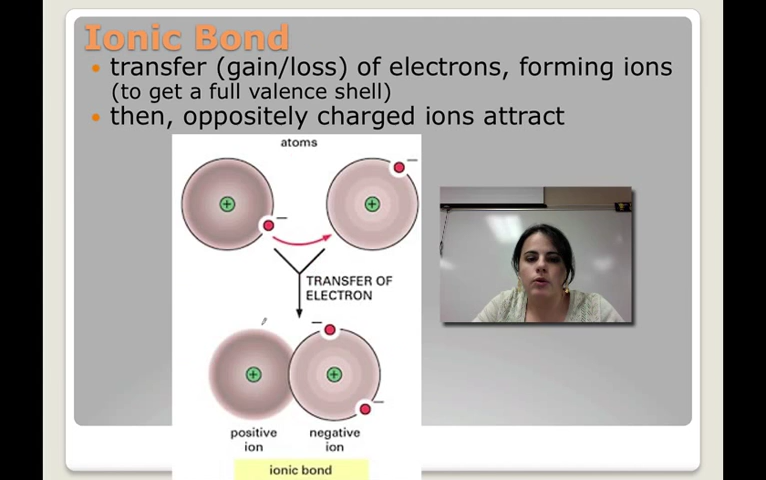 Ionic Bond
• transfer (gain/loss) of electrons, forming ions
(to get a full valence shell)
• then, oppositely charged ions attract
atoms
+ − + −
TRANSFER OF
ELECTRON
−
+ +
−
positive negative
ion ion
ionic bond